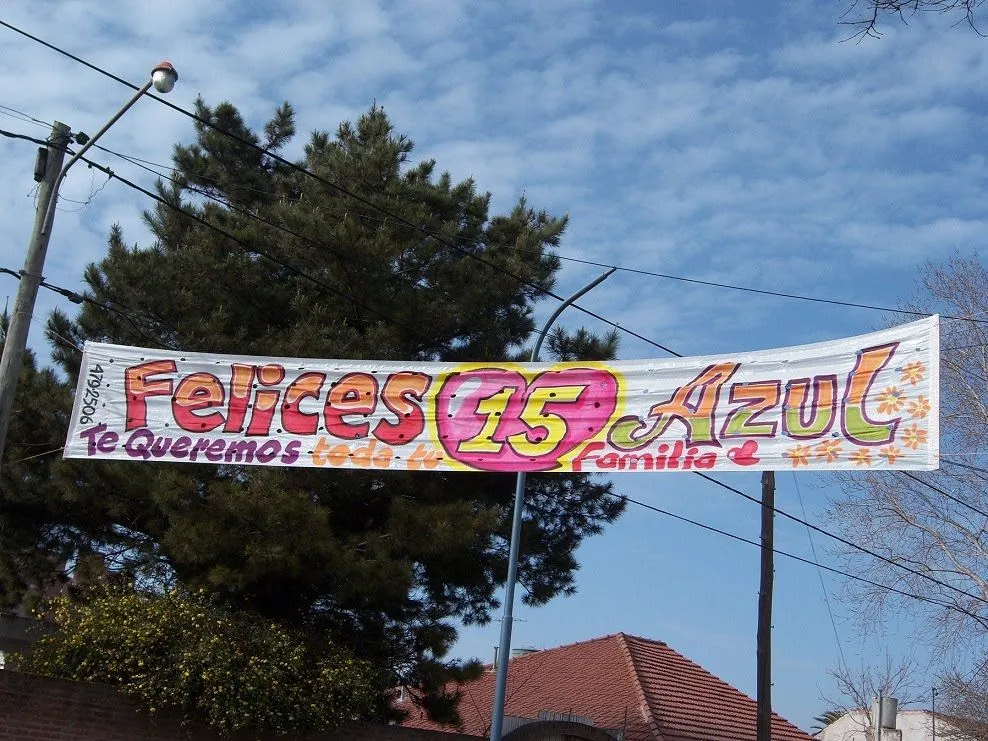 4792506
Felices 15 Azul
Te Queremos toda tu Familia